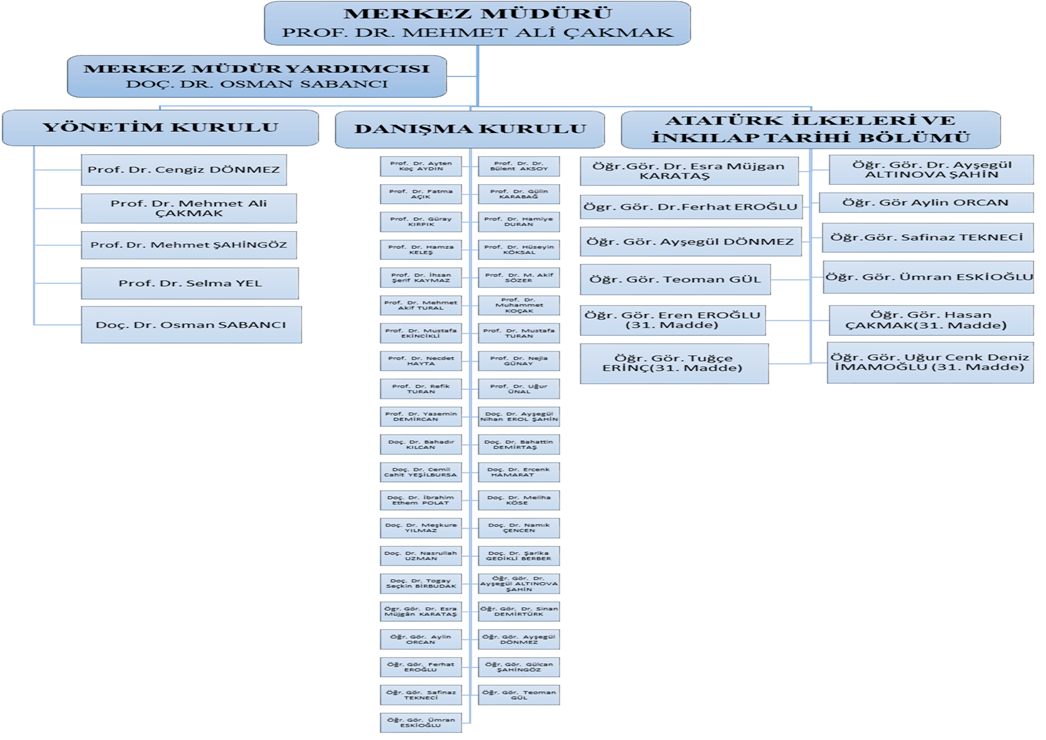 MERKEZ MÜDÜRÜ
PROF. DR. MEHMET ALİ ÇAKMAK
MERKEZ MÜDÜR YARDIMCISI
DOÇ. DR. OSMAN SABANCI
YÖNETİM KURULU
Prof. Dr. Cengiz DÖNMEZ
Prof. Dr. Mehmet Ali
ÇAKMAK
Prof. Dr. Mehmet ŞAHİNGÖZ
Prof. Dr. Selma YEL
Doç. Dr. Osman SABANCI
DANIŞMA KURULU
Prof. Dr. Ayten
Koç AYDIN
Prof. Dr. Dr.
Bülent AKSOY
Prof. Dr. Fatma
AÇIK
Prof. Dr. Gülin
KARABAĞ
Prof. Dr. Güray
KIRPIK
Prof. Dr. Hamiye
DURAN
Prof. Dr. Hamza
KELEŞ
Prof. Dr. Hüseyin
KÖKSAL
Prof. Dr. İhsan
Şerif KAYMAZ
Prof. Dr. M. Akif
SÖZER
Prof. Dr. Mehmet
Akif TURAL
Prof. Dr.
Muhammet
KOÇAK
Prof. Dr. Mustafa
EKİNCİKLİ
Prof. Dr. Mustafa
TURAN
Prof. Dr. Necdet
HAYTA
Prof. Dr. Nejla
GÜNAY
Prof. Dr. Refik
TURAN
Prof. Dr. Uğur
ÜNAL
Prof. Dr. Yasemin
DEMİRCAN
Doç. Dr. Ayşegül
Nihan EROL ŞAHİN
Doç. Dr. Bahadır
KILCAN
Doç. Dr. Bahattin
DEMİRTAŞ
Doç. Dr. Cemil
Cahit YEŞİLBURSA
Doç. Dr. Ercenk
HAMARAT
Doç. Dr. İbrahim
Ethem POLAT
Doç. Dr. Meliha
KÖSE
Doç. Dr. Meşkure
YILMAZ
Doç. Dr. Namık
ÇENCEN
Doç. Dr. Nasrullah
UZMAN
Doç. Dr. Şarika
GEDİKLİ BERBER
Doç. Dr. Togay
Seçkin BİRBUDAK
Öğr. Gör. Dr.
Ayşegül ALTINOVA
ŞAHİN
Ögr. Gör. Dr. Esra
Müjgân KARATAŞ
Öğr. Gör. Dr. Sinan
DEMİRTÜRK
Öğr. Gör. Aylin
ORCAN
Öğr. Gör. Ayşegül
DÖNMEZ
Öğr. Gör. Ferhat
EROĞLU
Öğr. Gör. Gülcan
ŞAHİNGÖZ
Öğr. Gör. Safinaz
TEKNECİ
Öğr. Gör. Teoman
GÜL
Öğr. Gör. Ümran
ESKİOĞLU
ATATÜRK İLKELERİ VE
İNKILAP TARİHİ BÖLÜMÜ
Öğr.Gör. Dr. Esra Müjgan
KARATAŞ
Öğr. Gör. Dr. Ayşegül
ALTINOVA ŞAHİN
Ögr. Gör. Dr.Ferhat EROĞLU
Öğr. Gör Aylin ORCAN
Öğr. Gör. Ayşegül DÖNMEZ
Öğr.Gör. Safinaz TEKNECİ
Öğr. Gör. Teoman GÜL
Öğr. Gör. Ümran ESKİOĞLU
Öğr. Gör. Eren EROĞLU
(31. Madde)
Öğr. Gör. Hasan
ÇAKMAK(31. Madde)
Öğr. Gör. Tuğçe
ERİNÇ(31. Madde)
Öğr. Gör. Uğur Cenk Deniz
İMAMOĞLU (31. Madde)